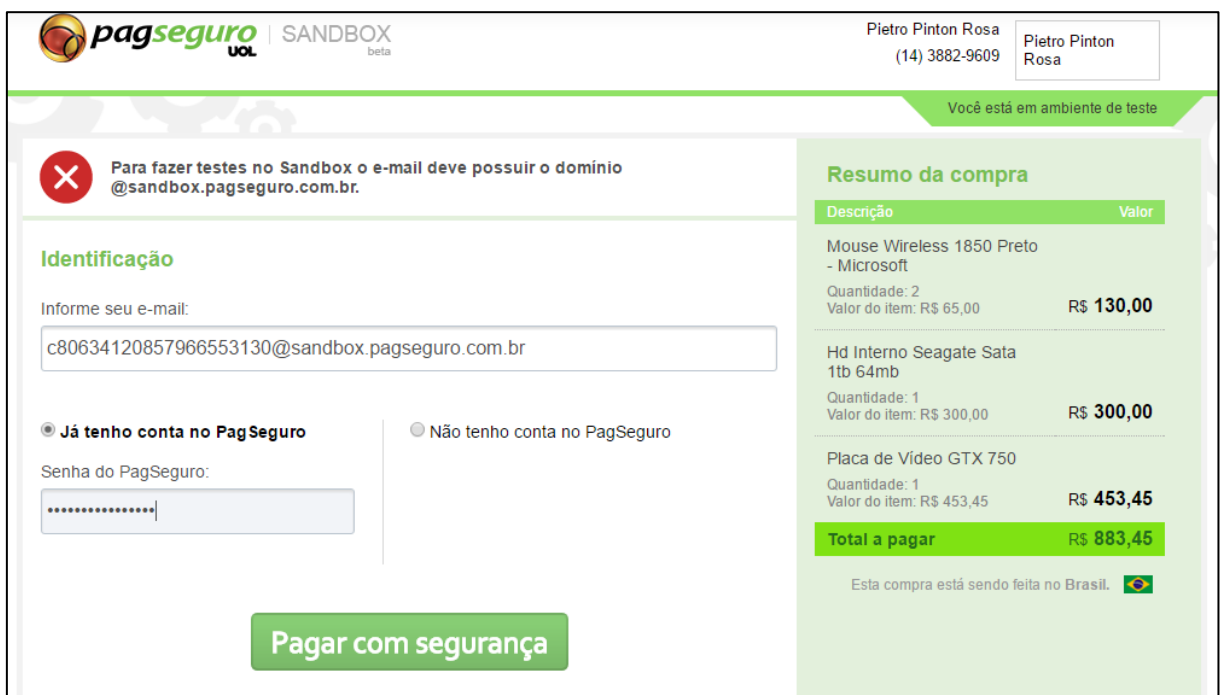 pagseguro
UOL
SANDBOX
beta
Pietro Pinton Rosa
(14) 3882-9609
Pietro Pinton
Rosa
Você está em ambiente de teste
Para fazer testes no Sandbox o e-mail deve possuir o domínio
@sandbox.pagseguro.com.br.
Identificação
Informe seu e-mail:
c80634120857966553130@sandbox.pagseguro.com.br
Já tenho conta no PagSeguro
Não tenho conta no PagSeguro
Senha do PagSeguro:
••••••••••••••••
Pagar com segurança
Resumo da compra
Descrição Valor
Mouse Wireless 1850 Preto
- Microsoft
Quantidade: 2
Valor do item: R$ 65,00 R$ 130,00
Hd Interno Seagate Sata
1tb 64mb
Quantidade: 1
Valor do item: R$ 300,00 R$ 300,00
Placa de Vídeo GTX 750
Quantidade: 1
Valor do item: R$ 453,45 R$ 453,45
Total a pagar R$ 883,45
Esta compra está sendo feita no Brasil.